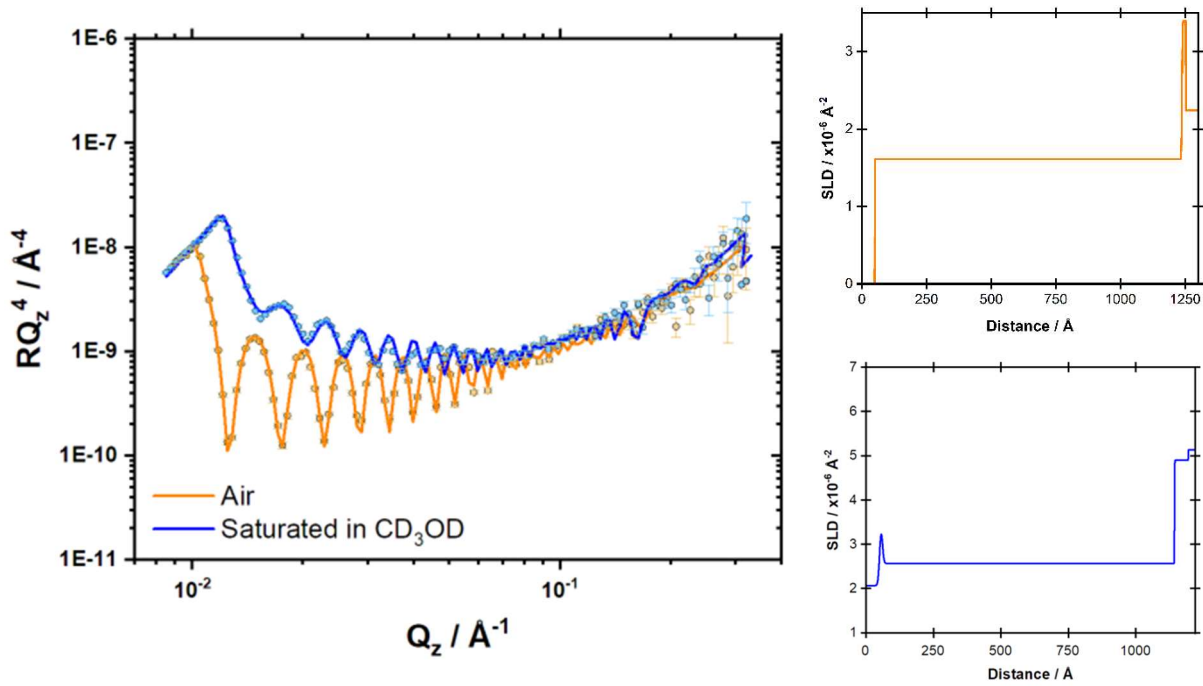 1E-6
1E-7
1E-8
1E-9
1E-10
1E-11
RQz^4 / Å^-4
10^-2
10^-1
Qz / Å^-1
Air
Saturated in CD3OD
3
2
1
0
SLD / x10^-6 Å^-2
0 250 500 750 1000 1250
Distance / Å
7
6
5
4
3
2
1
SLD / x10^-6 Å^-2
0 250 500 750 1000
Distance / Å